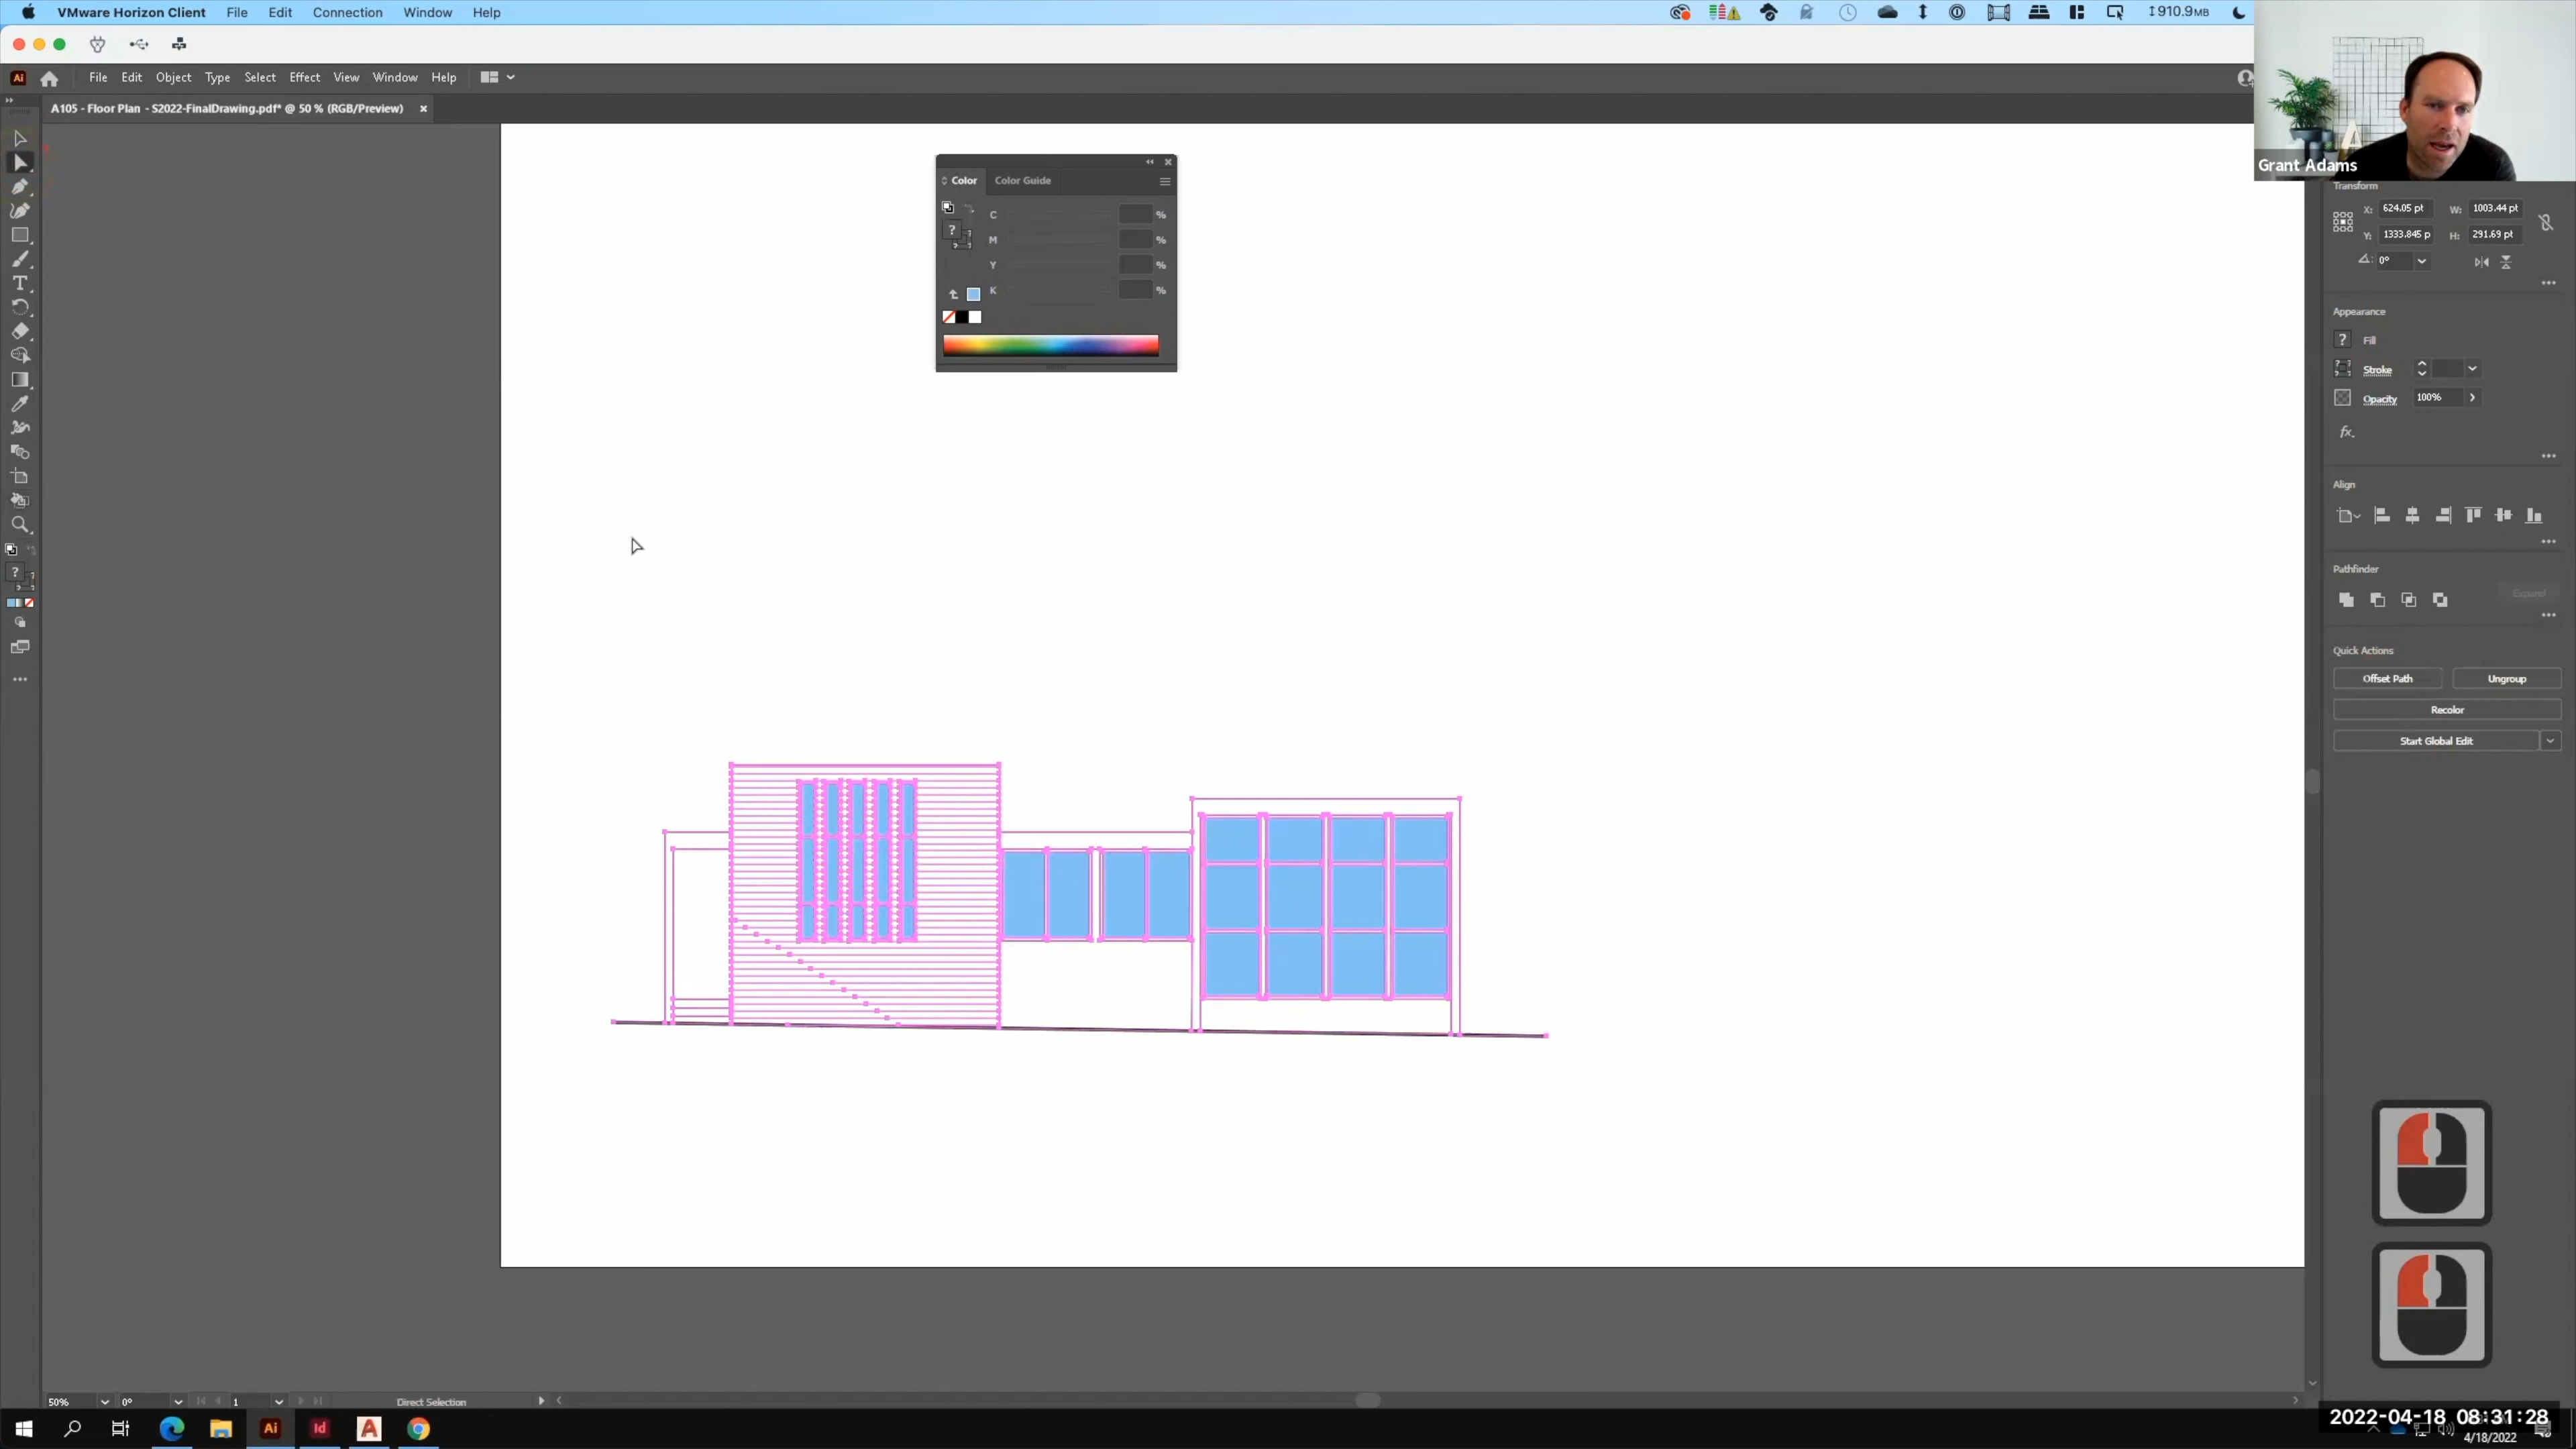 VMware Horizon Client File Edit Connection Window Help
↕910.9MB
Ai File Edit Object Type Select Effect View Window Help
A105 - Floor Plan - S2022-FinalDrawing.pdf* @ 50 % (RGB/Preview)
Grant Adams
Color Color Guide
C %
M %
Y %
K %
?
Transform
X: 624.05 pt W: 1003.44 pt
Y: 1333.845 p H: 291.69 pt
0°
Appearance
? Fill
Stroke
Opacity 100%
fx.
Align
Pathfinder
Expand
Quick Actions
Offset Path Ungroup
Recolor
Start Global Edit
?
50% 0° 1 Direct Selection
Ai Id A
2022-04-18 08:31:28
4/18/2022